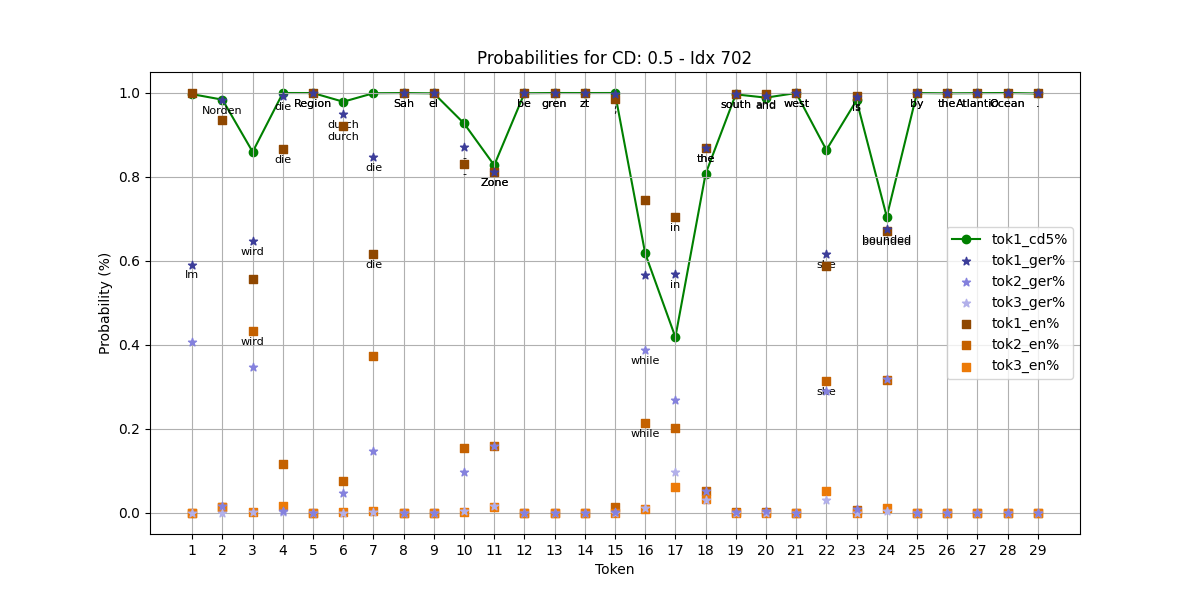 Probabilities for CD: 0.5 - Idx 702
Probability (%)
1.0
0.8
0.6
0.4
0.2
0.0
Im
Norden
wird
wird
die
die
Region
durch
durch
die
die
Sah
el
-
-
Zone
be
gren
zt
,
while
while
in
in
the
south
and
west
she
she
is
bounded
bounded
by
the
Atlantic
Ocean
.
tok1_cd5%
tok1_ger%
tok2_ger%
tok3_ger%
tok1_en%
tok2_en%
tok3_en%
1 2 3 4 5 6 7 8 9 10 11 12 13 14 15 16 17 18 19 20 21 22 23 24 25 26 27 28 29
Token